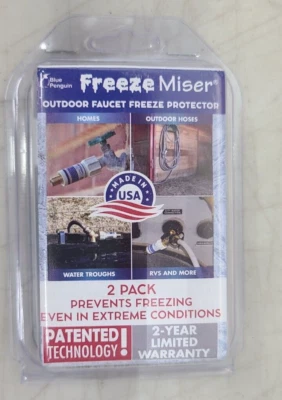 Blue Penguin
Freeze Miser®
OUTDOOR FAUCET FREEZE PROTECTOR
HOMES
OUTDOOR HOSES
MADE IN
USA
WATER TROUGHS
RVS AND MORE
2 PACK
PREVENTS FREEZING
EVEN IN EXTREME CONDITIONS
PATENTED
TECHNOLOGY!
2-YEAR
LIMITED
WARRANTY